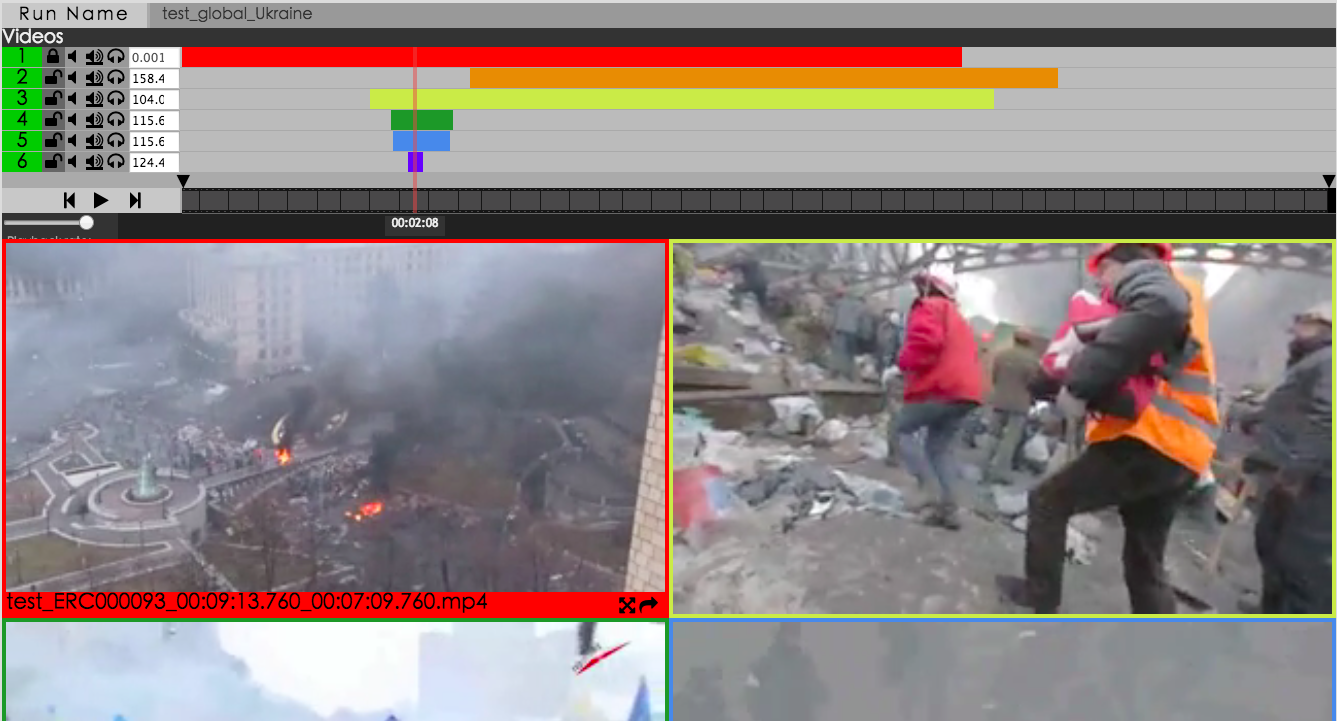 Run Name test_global_Ukraine
Videos
1 0.001
2 158.4
3 104.0
4 115.6
5 115.6
6 124.4
00:02:08
test_ERC000093_00:09:13.760_00:07:09.760.mp4